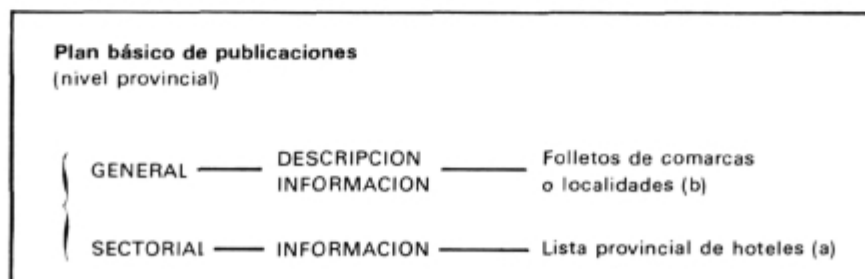 Plan básico de publicaciones
(nivel provincial)
GENERAL DESCRIPCION INFORMACION Folletos de comarcas
o localidades (b)
SECTORIAL INFORMACION Lista provincial de hoteles (a)